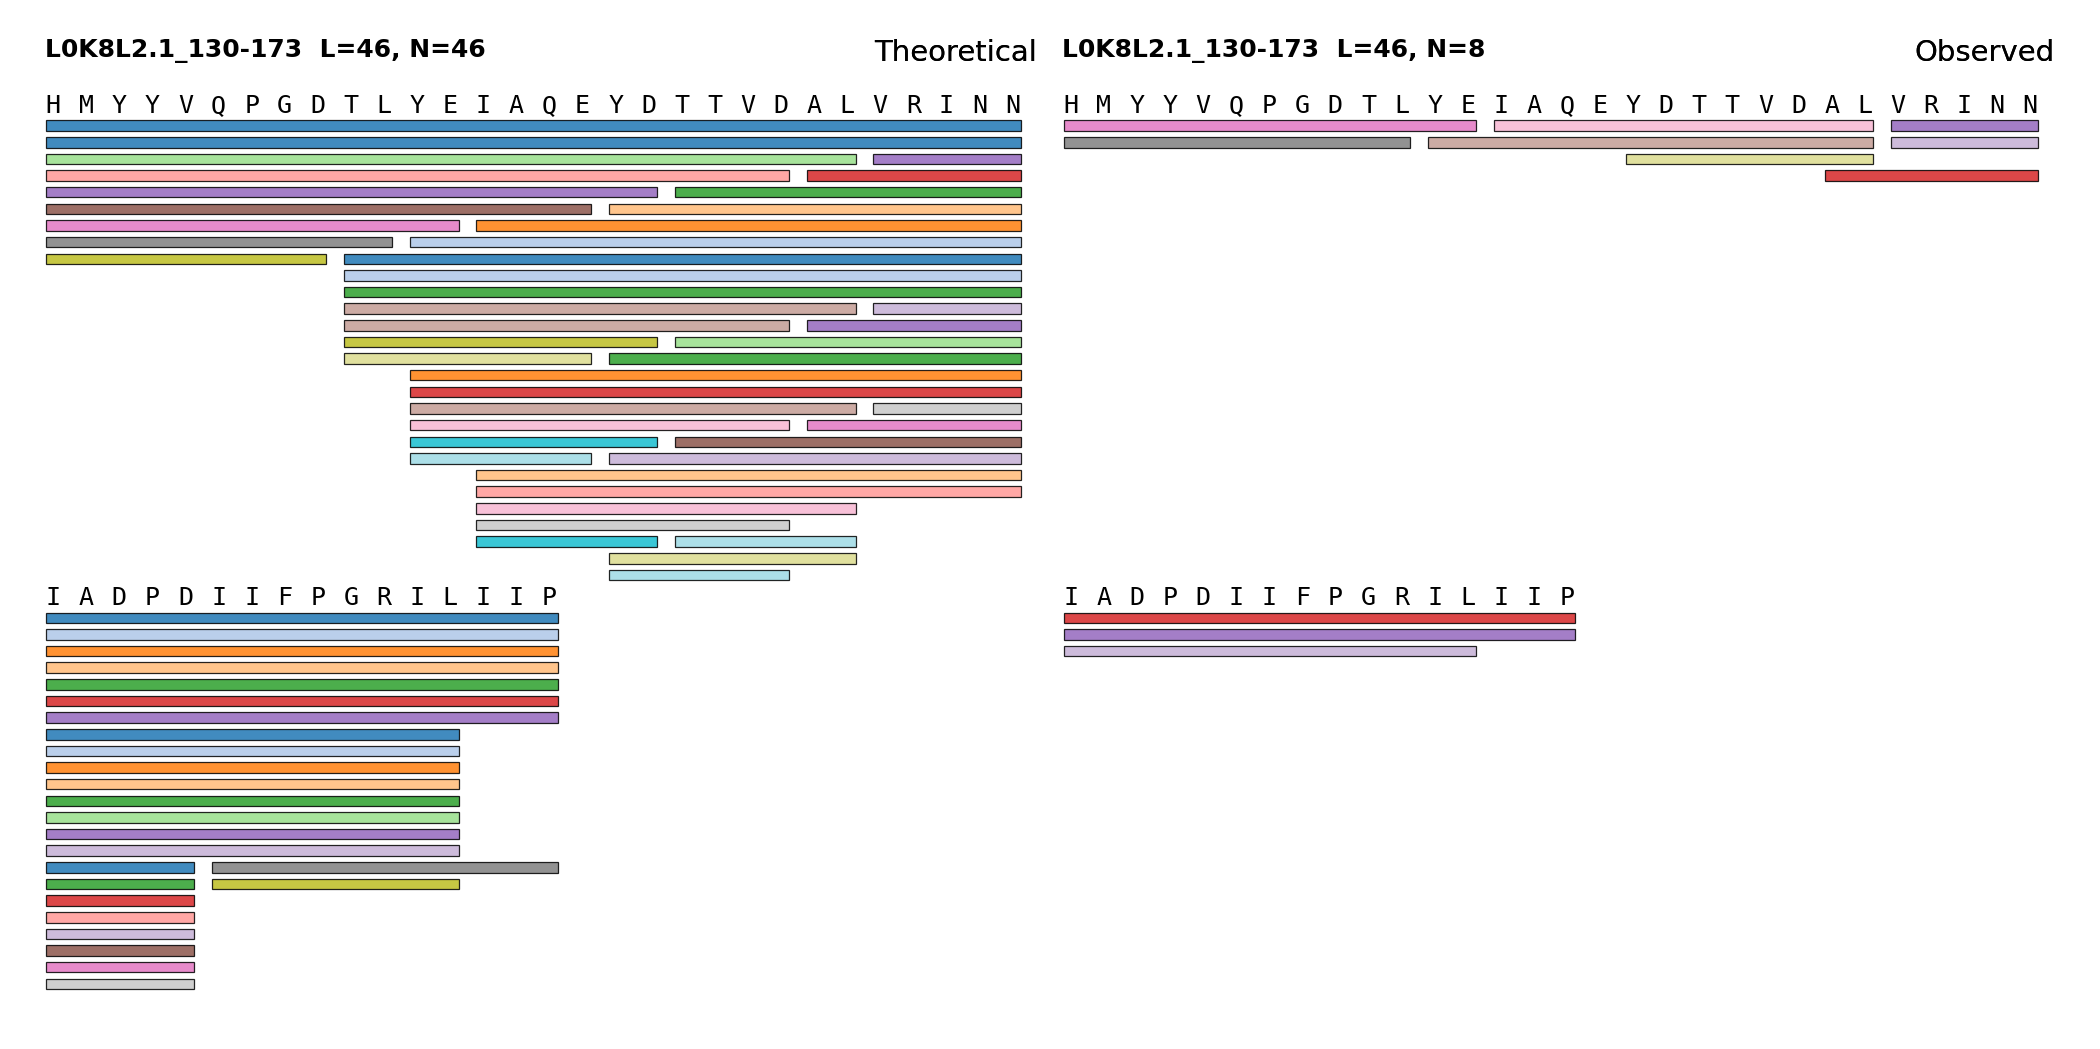 L0K8L2.1_130-173 L=46, N=46 Theoretical
H M Y Y V Q P G D T L Y E I A Q E Y D T T V D A L V R I N N
I A D P D I I F P G R I L I I P
L0K8L2.1_130-173 L=46, N=8 Observed
H M Y Y V Q P G D T L Y E I A Q E Y D T T V D A L V R I N N
I A D P D I I F P G R I L I I P